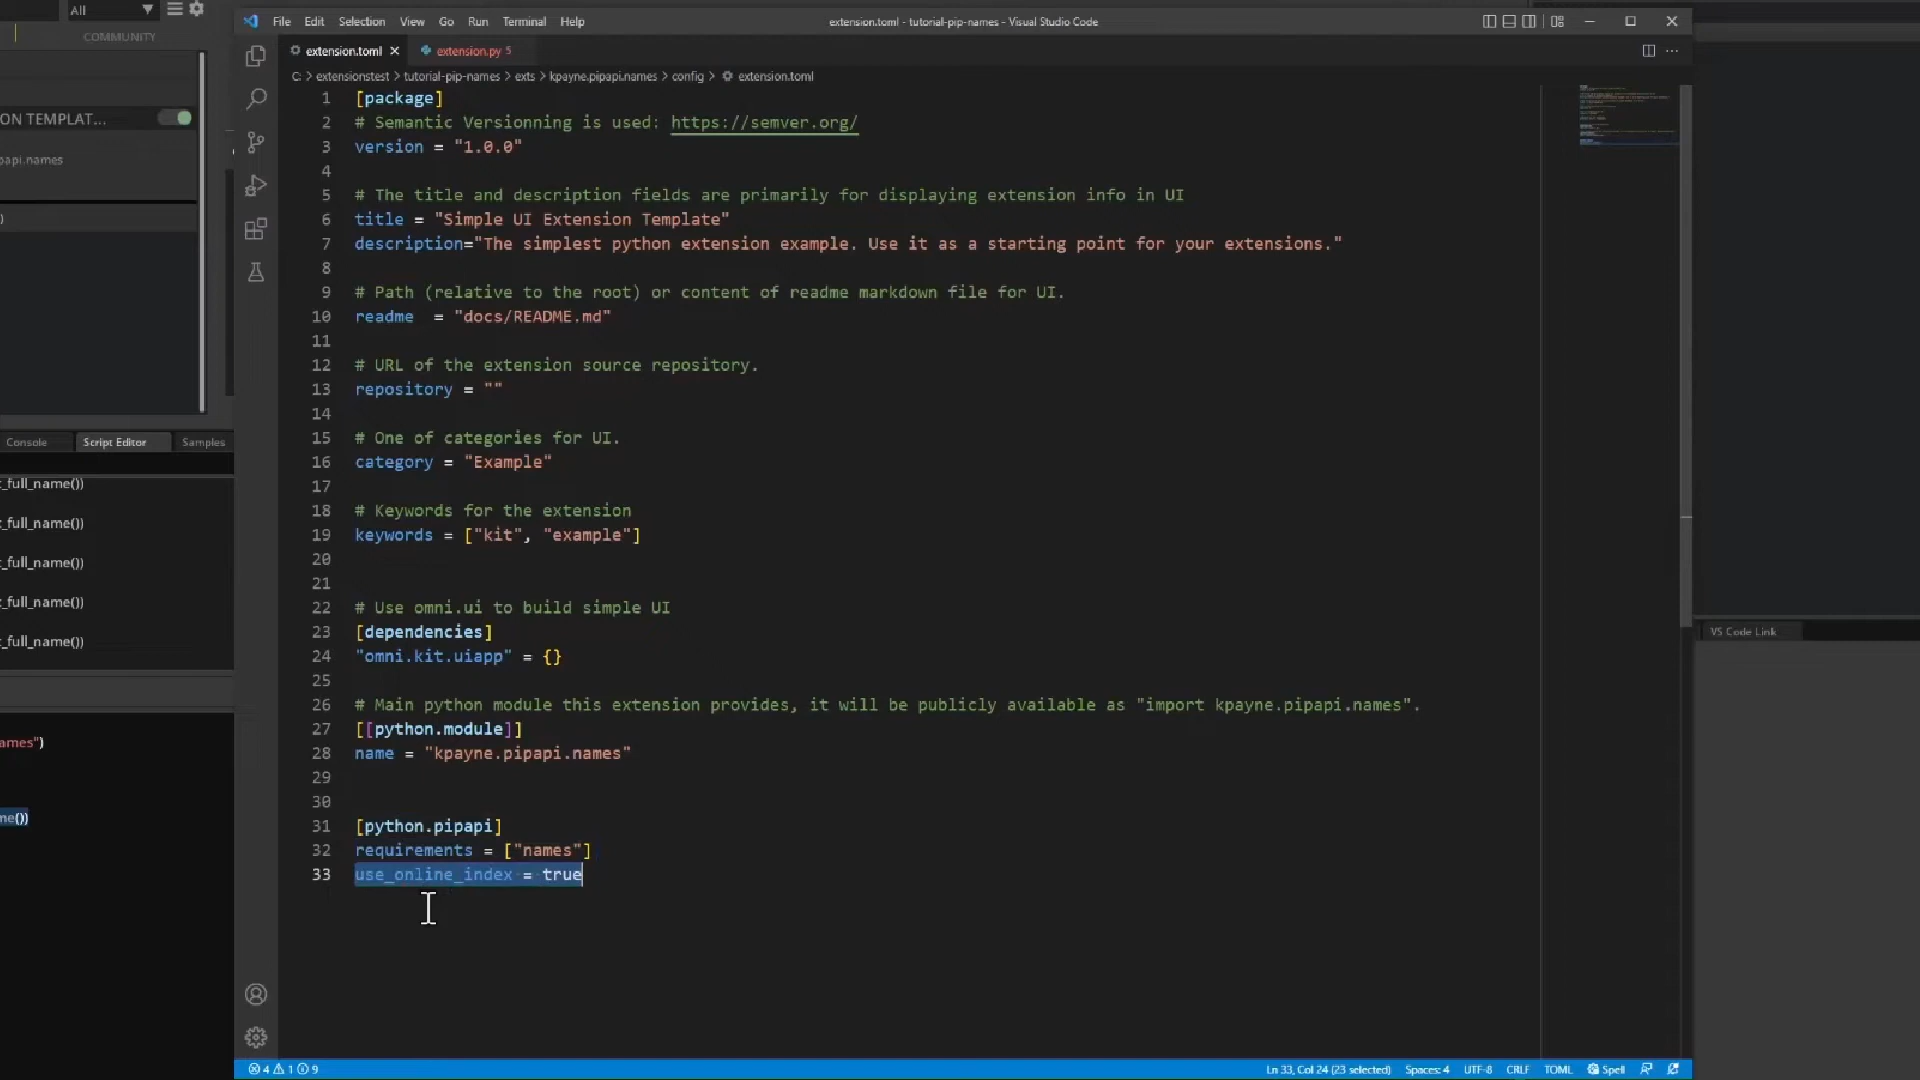 All
COMMUNITY
ON TEMPLAT...
papi.names
)
Console Script Editor Samples
_full_name())
_full_name())
_full_name())
_full_name())
_full_name())
ames")
me())
File Edit Selection View Go Run Terminal Help
extension.toml - tutorial-pip-names - Visual Studio Code
extension.toml
extension.py 5
C: > extensionstest > tutorial-pip-names > exts > kpayne.pipapi.names > config > extension.toml
1 [package]
2 # Semantic Versionning is used: https://semver.org/
3 version = "1.0.0"
4
5 # The title and description fields are primarily for displaying extension info in UI
6 title = "Simple UI Extension Template"
7 description="The simplest python extension example. Use it as a starting point for your extensions."
8
9 # Path (relative to the root) or content of readme markdown file for UI.
10 readme  = "docs/README.md"
11
12 # URL of the extension source repository.
13 repository = ""
14
15 # One of categories for UI.
16 category = "Example"
17
18 # Keywords for the extension
19 keywords = ["kit", "example"]
20
21
22 # Use omni.ui to build simple UI
23 [dependencies]
24 "omni.kit.uiapp" = {}
25
26 # Main python module this extension provides, it will be publicly available as "import kpayne.pipapi.names".
27 [[python.module]]
28 name = "kpayne.pipapi.names"
29
30
31 [python.pipapi]
32 requirements = ["names"]
33 use_online_index = true
4 1 9
Ln 33, Col 24 (23 selected) Spaces: 4 UTF-8 CRLF TOML Spell
VS Code Link